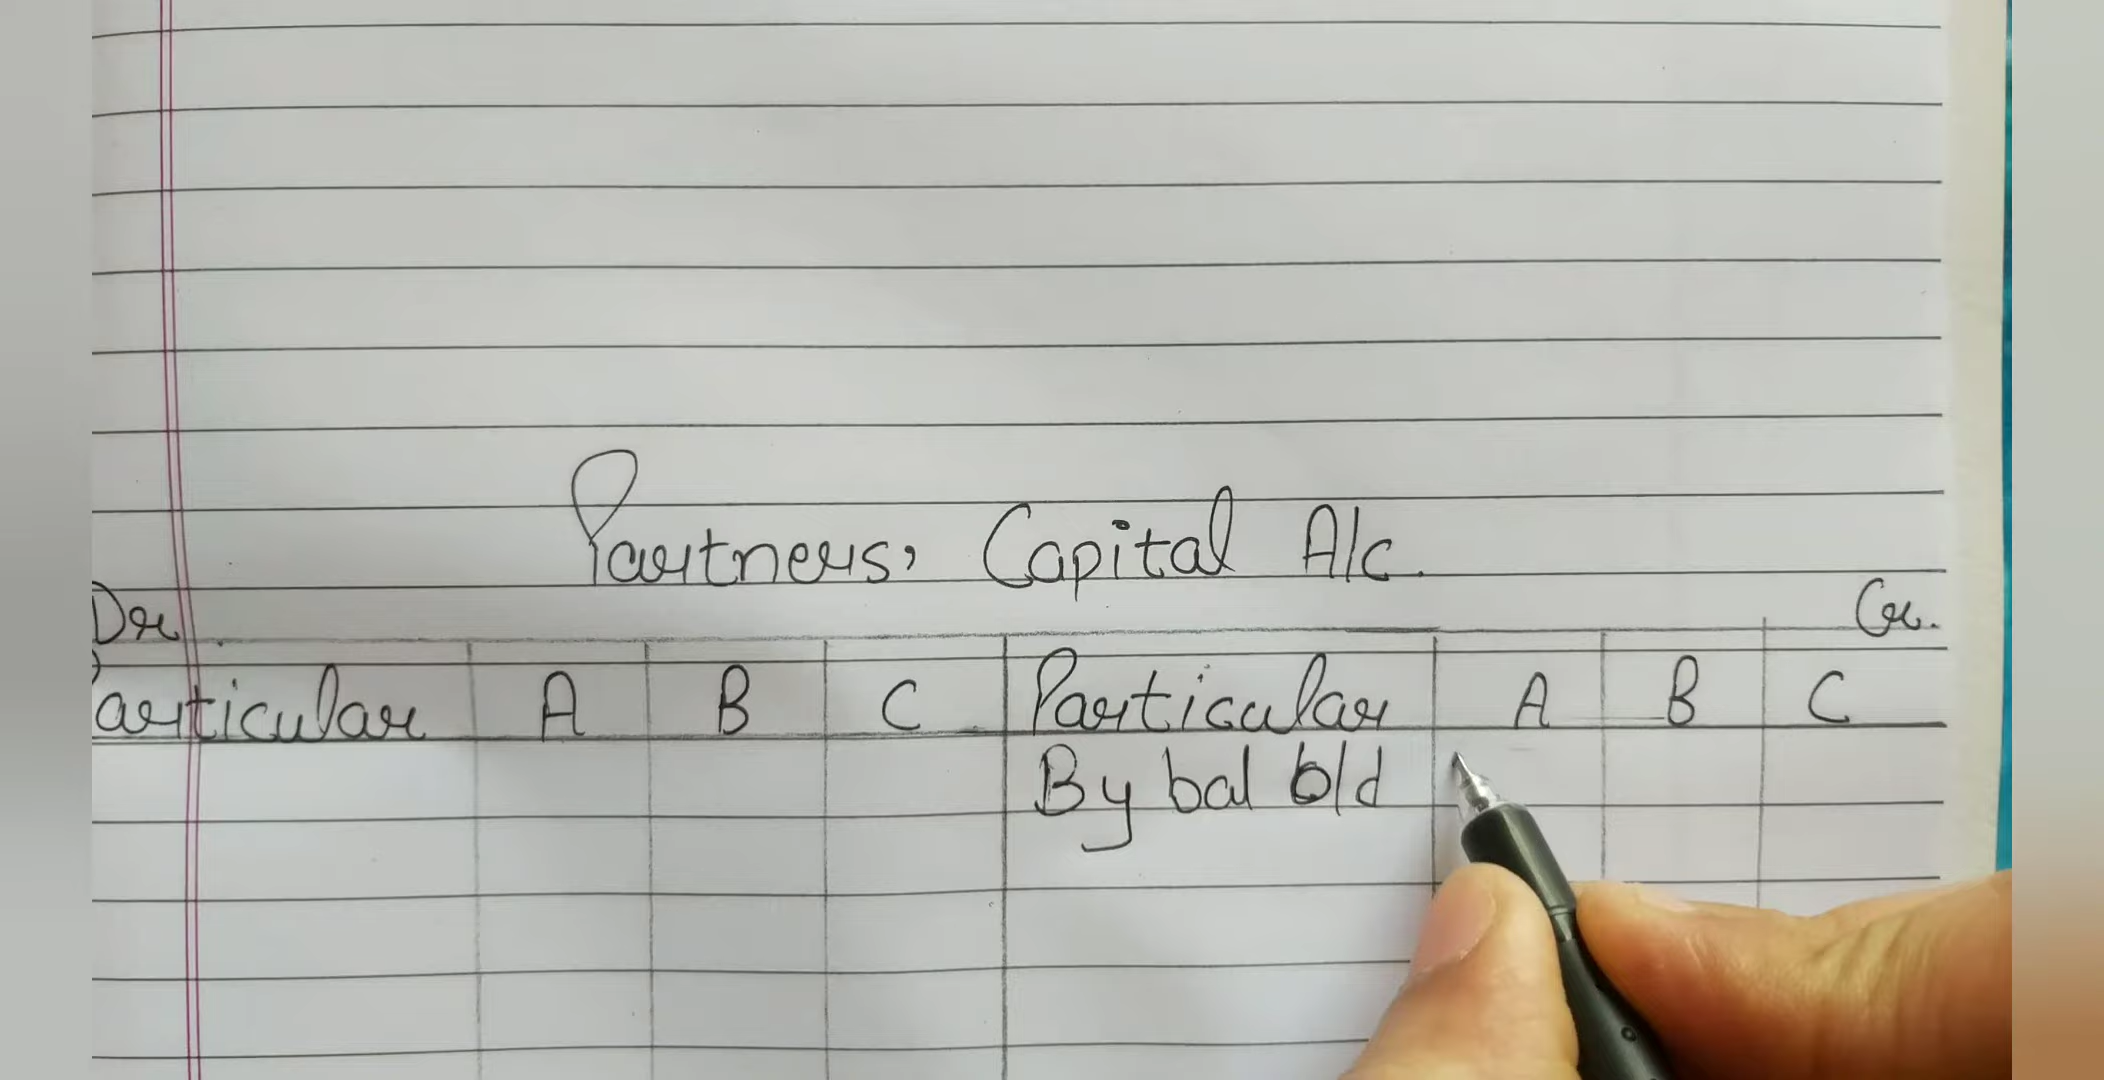 Partners' Capital A/c.
Dr Cr.
Particular A B C Particular A B C
By bal b/d